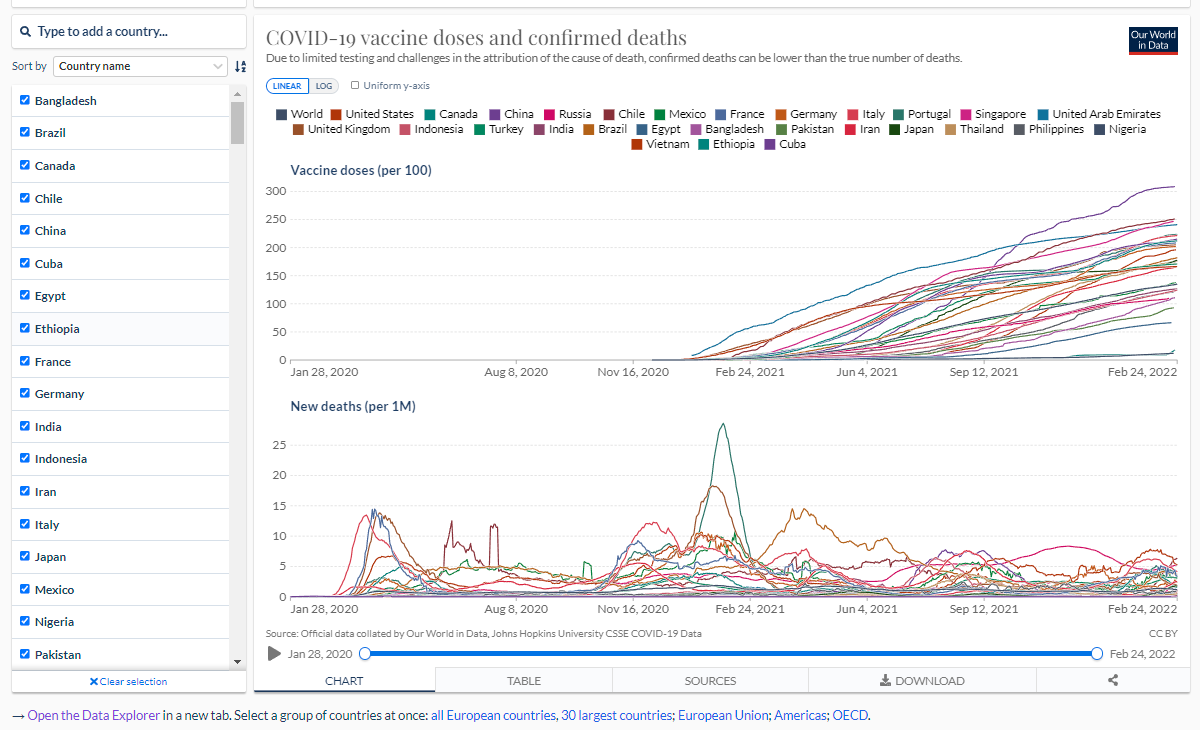 Type to add a country...
Sort by Country name
Bangladesh
Brazil
Canada
Chile
China
Cuba
Egypt
Ethiopia
France
Germany
India
Indonesia
Iran
Italy
Japan
Mexico
Nigeria
Pakistan
Clear selection
COVID-19 vaccine doses and confirmed deaths
Due to limited testing and challenges in the attribution of the cause of death, confirmed deaths can be lower than the true number of deaths.
Our World
in Data
LINEAR LOG Uniform y-axis
World United States Canada China Russia Chile Mexico France Germany Italy Portugal Singapore United Arab Emirates
United Kingdom Indonesia Turkey India Brazil Egypt Bangladesh Pakistan Iran Japan Thailand Philippines Nigeria
Vietnam Ethiopia Cuba
Vaccine doses (per 100)
300
250
200
150
100
50
0
Jan 28, 2020 Aug 8, 2020 Nov 16, 2020 Feb 24, 2021 Jun 4, 2021 Sep 12, 2021 Feb 24, 2022
New deaths (per 1M)
25
20
15
10
5
0
Jan 28, 2020 Aug 8, 2020 Nov 16, 2020 Feb 24, 2021 Jun 4, 2021 Sep 12, 2021 Feb 24, 2022
Source: Official data collated by Our World in Data, Johns Hopkins University CSSE COVID-19 Data CC BY
Jan 28, 2020 Feb 24, 2022
CHART TABLE SOURCES DOWNLOAD
→ Open the Data Explorer in a new tab. Select a group of countries at once: all European countries, 30 largest countries; European Union; Americas; OECD.